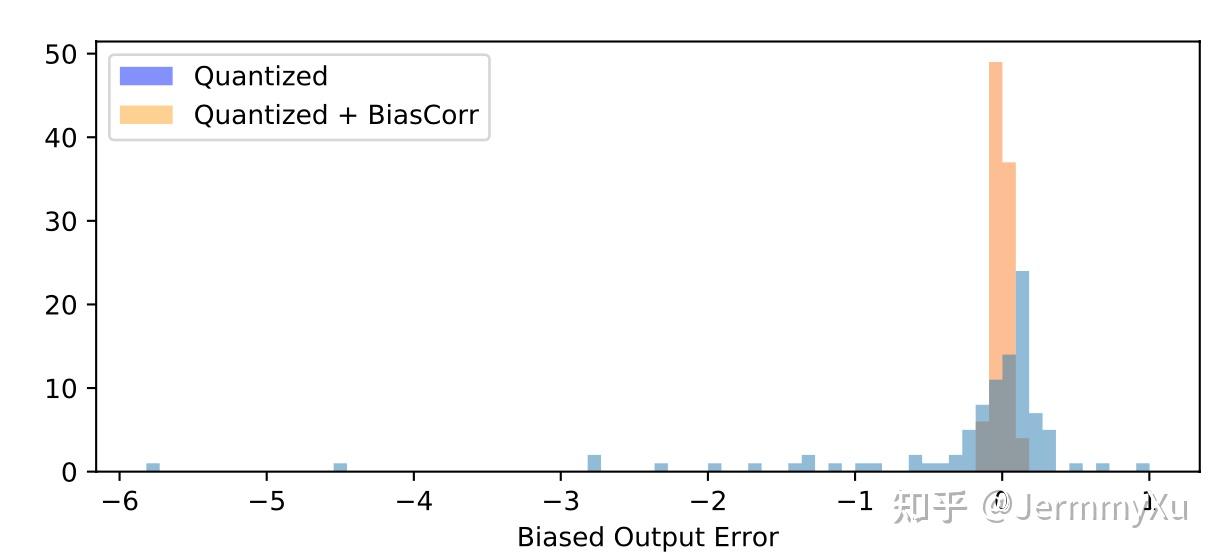 50
Quantized
Quantized + BiasCorr
40
30
20
10
0
−6 −5 −4 −3 −2 −1 0 1
知乎 @JermmyXu
Biased Output Error